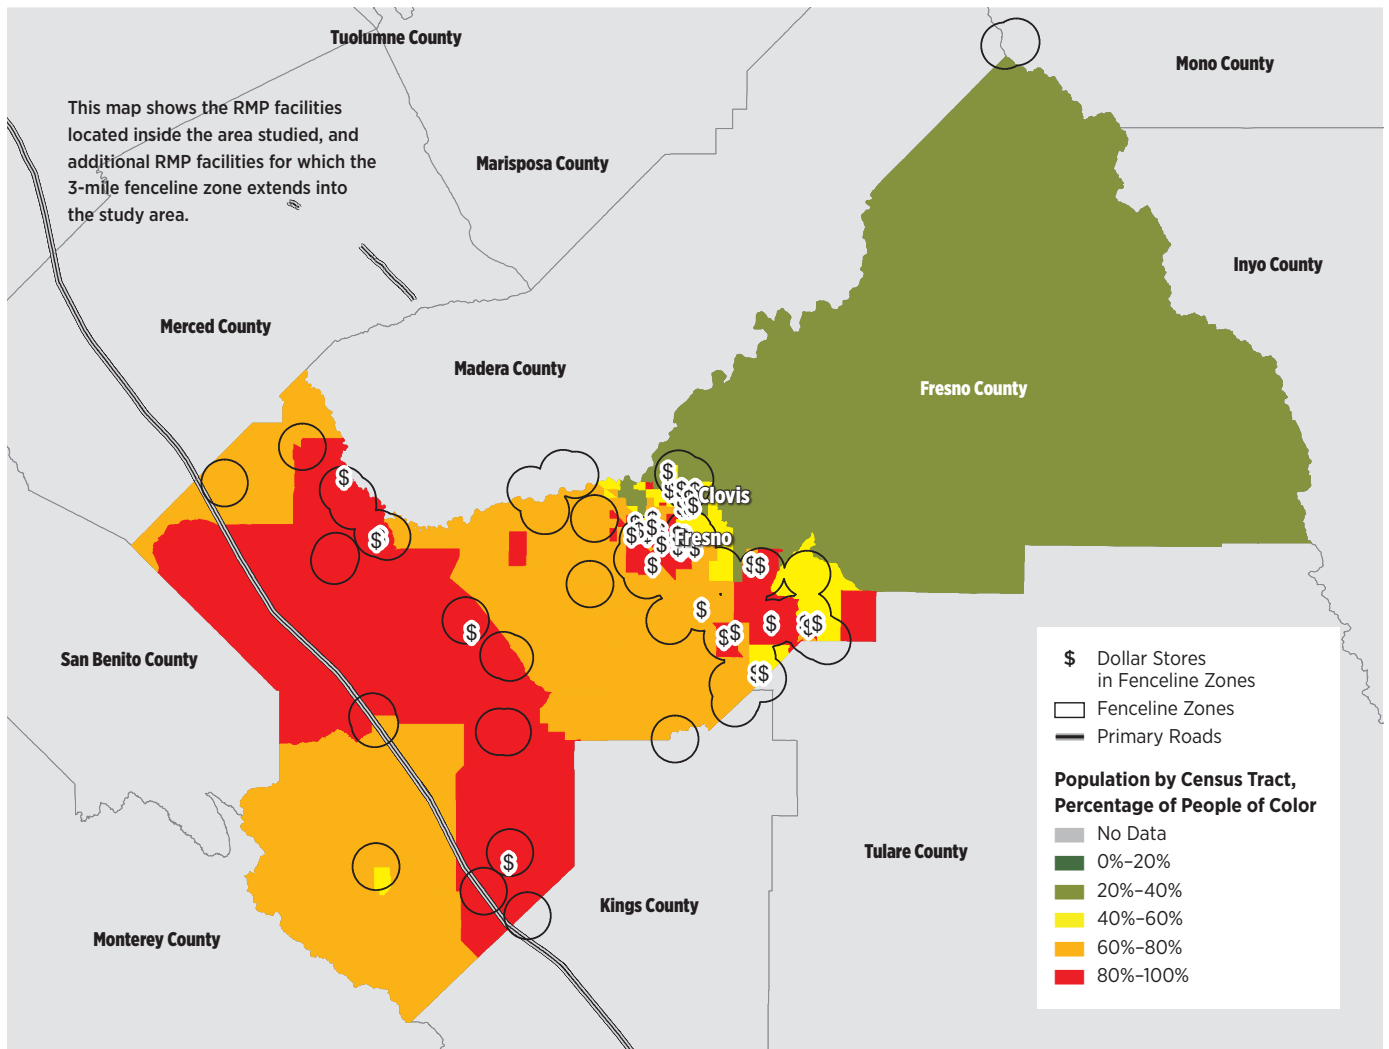 Tuolumne County
Mono County
This map shows the RMP facilities
located inside the area studied, and
additional RMP facilities for which the
3-mile fenceline zone extends into
the study area.
Marisposa County
Inyo County
Merced County
Madera County
Fresno County
Clovis
Fresno
San Benito County
Tulare County
Kings County
Monterey County
$ Dollar Stores
in Fenceline Zones
Fenceline Zones
Primary Roads
Population by Census Tract,
Percentage of People of Color
No Data
0%–20%
20%–40%
40%–60%
60%–80%
80%–100%